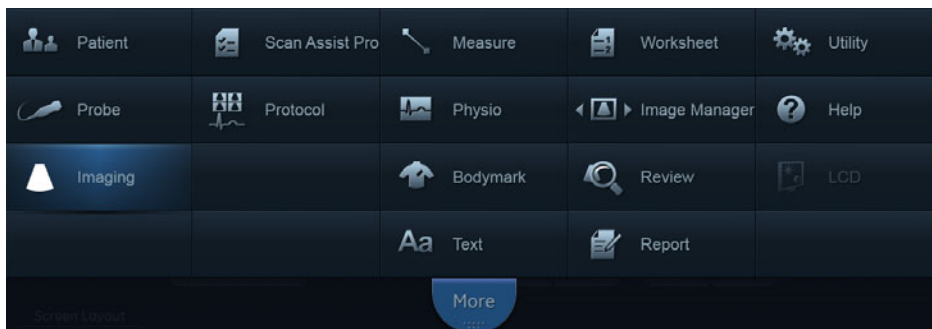 Patient
Scan Assist Pro
Measure
Worksheet
Utility
Probe
Protocol
Physio
Image Manager
Help
Imaging
Bodymark
Review
LCD
Aa Text
Report
More
Screen Layout